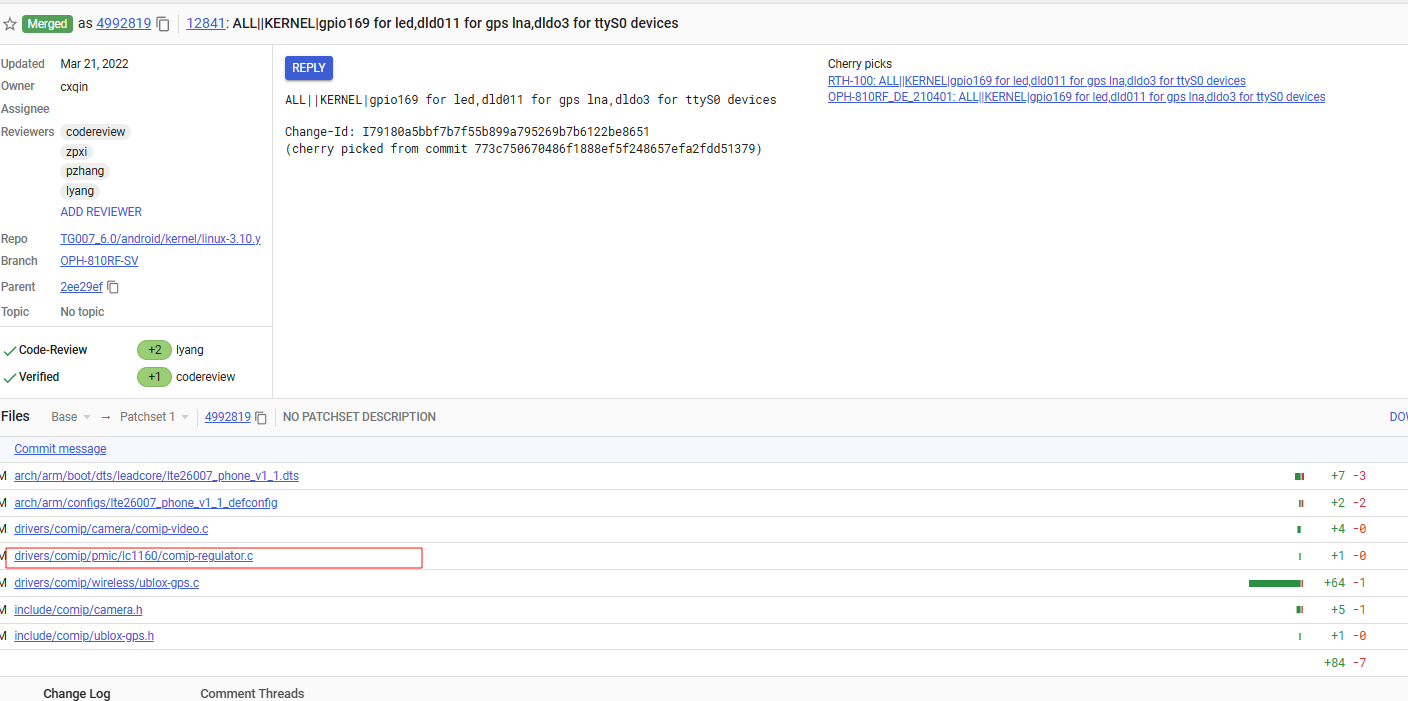 Merged as 4992819 12841: ALL||KERNEL|gpio169 for led,dld011 for gps lna,dldo3 for ttyS0 devices
Updated Mar 21, 2022
Owner cxqin
Assignee
Reviewers codereview
zpxi
pzhang
lyang
ADD REVIEWER
Repo TG007_6.0/android/kernel/linux-3.10.y
Branch OPH-810RF-SV
Parent 2ee29ef
Topic No topic
Code-Review +2 lyang
Verified +1 codereview
REPLY
ALL||KERNEL|gpio169 for led,dld011 for gps lna,dldo3 for ttyS0 devices
Change-Id: I79180a5bbf7b7f55b899a795269b7b6122be8651
(cherry picked from commit 773c750670486f1888ef5f248657efa2fdd51379)
Cherry picks
RTH-100: ALL||KERNEL|gpio169 for led,dld011 for gps lna,dldo3 for ttyS0 devices
OPH-810RF_DE_210401: ALL||KERNEL|gpio169 for led,dld011 for gps lna,dldo3 for ttyS0 devices
Files Base → Patchset 1 4992819 NO PATCHSET DESCRIPTION DOW
Commit message
M arch/arm/boot/dts/leadcore/lte26007_phone_v1_1.dts +7 -3
M arch/arm/configs/lte26007_phone_v1_1_defconfig +2 -2
M drivers/comip/camera/comip-video.c +4 -0
M drivers/comip/pmic/lc1160/comip-regulator.c +1 -0
M drivers/comip/wireless/ublox-gps.c +64 -1
M include/comip/camera.h +5 -1
M include/comip/ublox-gps.h +1 -0
+84 -7
Change Log Comment Threads